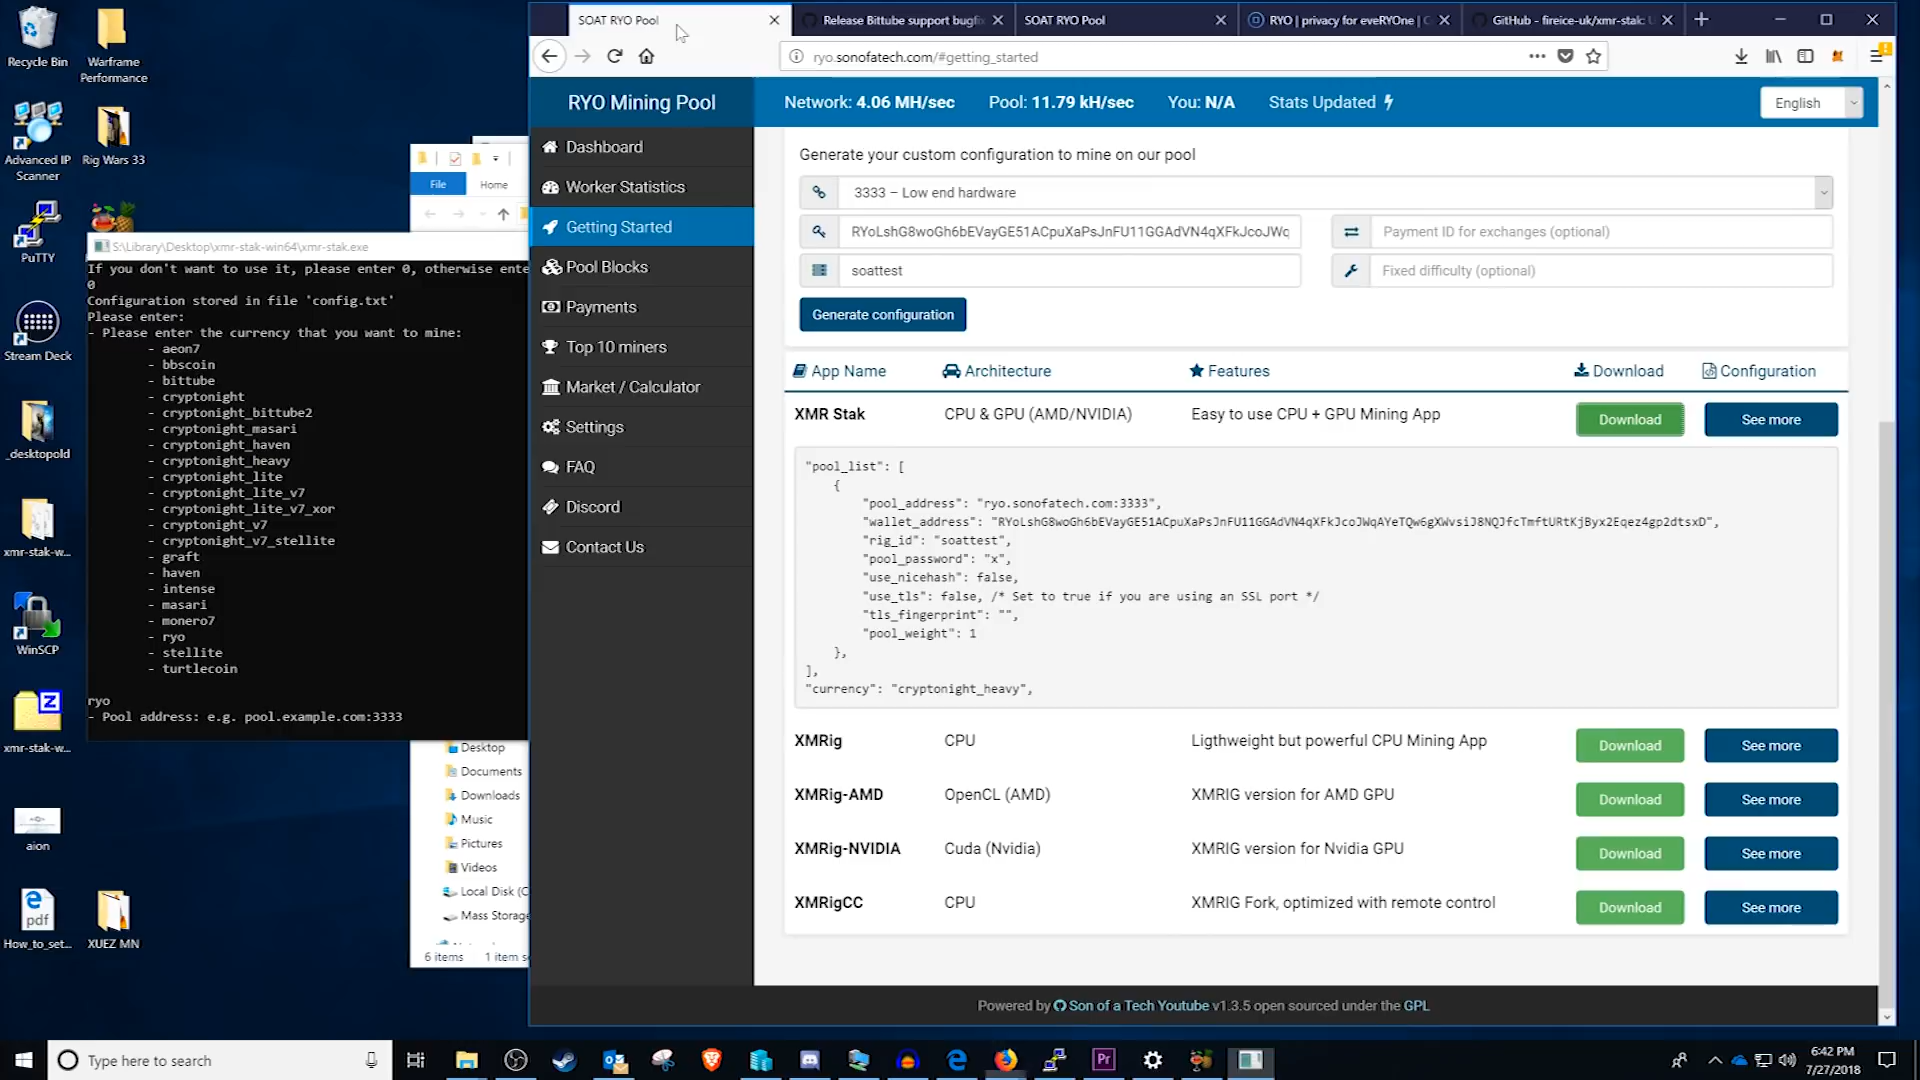 Recycle Bin
Warframe
Performance
Advanced IP
Scanner
Rig Wars 33
PuTTY
Stream Deck
_desktopold
xmr-stak-w...
WinSCP
xmr-stak-w...
aion
pdf
How_to_set...
XUEZ MN
File
Home
S:\Library\Desktop\xmr-stak-win64\xmr-stak.exe
If you don't want to use it, please enter 0, otherwise ente
0
Configuration stored in file 'config.txt'
Please enter:
- Please enter the currency that you want to mine:
- aeon7
- bbscoin
- bittube
- cryptonight
- cryptonight_bittube2
- cryptonight_masari
- cryptonight_haven
- cryptonight_heavy
- cryptonight_lite
- cryptonight_lite_v7
- cryptonight_lite_v7_xor
- cryptonight_v7
- cryptonight_v7_stellite
- graft
- haven
- intense
- masari
- monero7
- ryo
- stellite
- turtlecoin
ryo
- Pool address: e.g. pool.example.com:3333
Desktop
Documents
Downloads
Music
Pictures
Videos
Local Disk (C
Mass Storage
6 items 1 item s
SOAT RYO Pool
Release Bittube support bugfix
SOAT RYO Pool
RYO | privacy for eveRYOne | C
GitHub - fireice-uk/xmr-stak: U
ryo.sonofatech.com/#getting_started
RYO Mining Pool
Network: 4.06 MH/sec
Pool: 11.79 kH/sec
You: N/A
Stats Updated
English
Dashboard
Worker Statistics
Getting Started
Pool Blocks
Payments
Top 10 miners
Market / Calculator
Settings
FAQ
Discord
Contact Us
Generate your custom configuration to mine on our pool
3333 – Low end hardware
RYoLshG8woGh6bEVayGE51ACpuXaPsJnFU11GGAdVN4qXFkJcoJWq
Payment ID for exchanges (optional)
soattest
Fixed difficulty (optional)
Generate configuration
App Name Architecture Features Download Configuration
XMR Stak CPU & GPU (AMD/NVIDIA) Easy to use CPU + GPU Mining App Download See more
"pool_list": [
{
"pool_address": "ryo.sonofatech.com:3333",
"wallet_address": "RYoLshG8woGh6bEVayGE51ACpuXaPsJnFU11GGAdVN4qXFkJcoJWqAYeTQw6gXWvsiJ8NQJfcTmftURtKjByx2Eqez4gp2dtsxD",
"rig_id": "soattest",
"pool_password": "x",
"use_nicehash": false,
"use_tls": false, /* Set to true if you are using an SSL port */
"tls_fingerprint": "",
"pool_weight": 1
},
],
"currency": "cryptonight_heavy",
XMRig CPU Ligthweight but powerful CPU Mining App Download See more
XMRig-AMD OpenCL (AMD) XMRIG version for AMD GPU Download See more
XMRig-NVIDIA Cuda (Nvidia) XMRIG version for Nvidia GPU Download See more
XMRigCC CPU XMRIG Fork, optimized with remote control Download See more
Powered by Son of a Tech Youtube v1.3.5 open sourced under the GPL
Type here to search
Pr
6:42 PM
7/27/2018